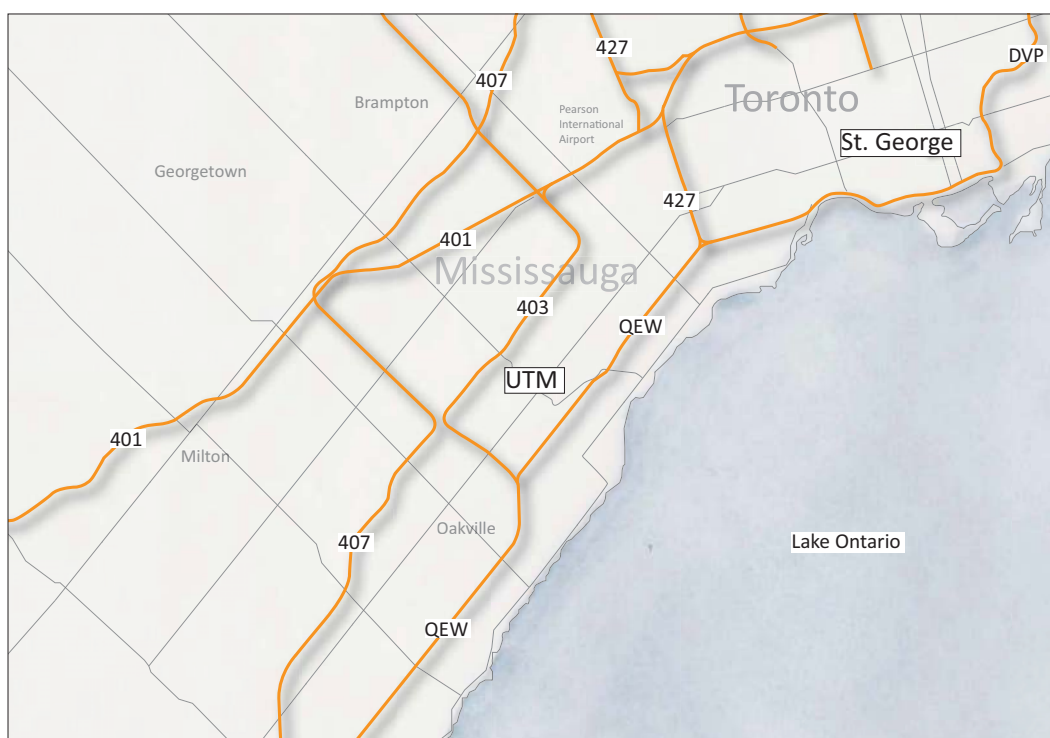 427
DVP
407
Brampton
Toronto
Pearson
International
Airport
St. George
Georgetown
427
401
Mississauga
403
QEW
UTM
401
Milton
Oakville
407
Lake Ontario
QEW